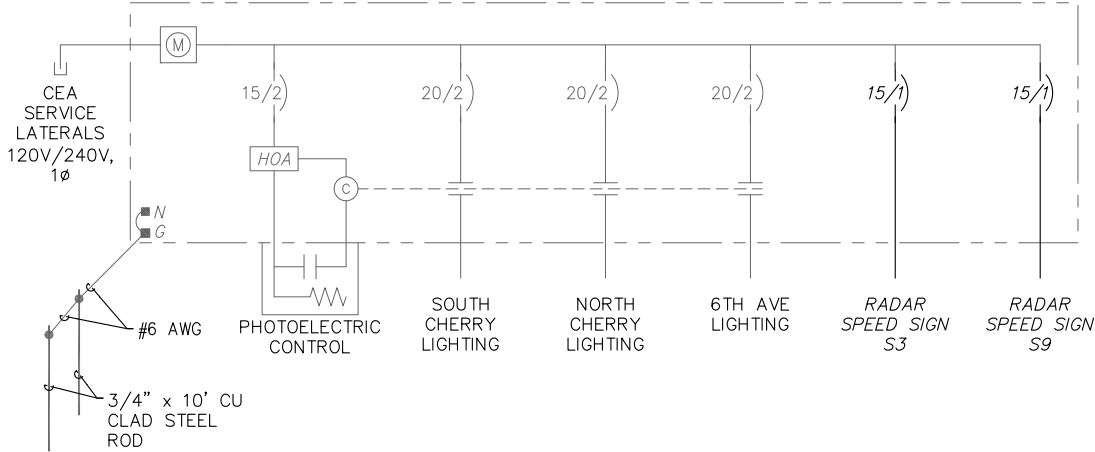 M
CEA
SERVICE
LATERALS
120V/240V,
1ø
15/2
20/2
20/2
20/2
15/1
15/1
HOA
C
N
G
#6 AWG
3/4" x 10' CU
CLAD STEEL
ROD
PHOTOELECTRIC
CONTROL
SOUTH
CHERRY
LIGHTING
NORTH
CHERRY
LIGHTING
6TH AVE
LIGHTING
RADAR
SPEED SIGN
S3
RADAR
SPEED SIGN
S9